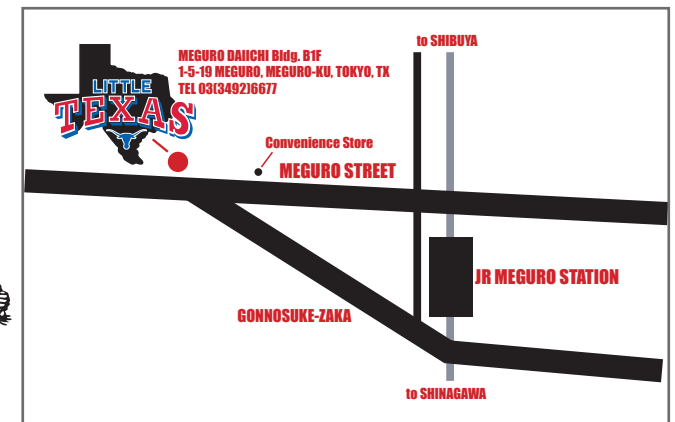 LITTLE
TEXAS
MEGURO DAIICHI Bldg. B1F
1-5-19 MEGURO, MEGURO-KU, TOKYO, TX
TEL 03(3492)6677
to SHIBUYA
Convenience Store
MEGURO STREET
JR MEGURO STATION
GONNOSUKE-ZAKA
to SHINAGAWA